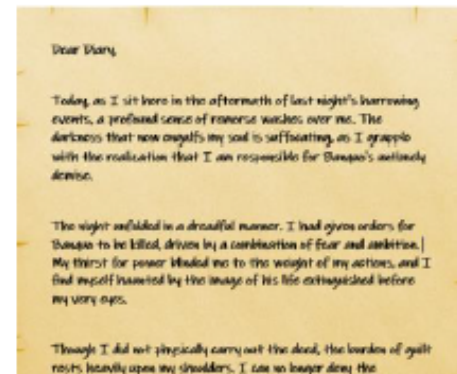 Dear Diary,
Today, as I sit here in the aftermath of last night's harrowing
events, a profound sense of remorse washes over me. The
darkness that now engulfs my soul is suffocating, as I grapple
with the realization that I am responsible for Banquo's untimely
demise.
The night unfolded in a dreadful manner. I had given orders for
Banquo to be killed, driven by a combination of fear and ambition.
My thirst for power blinded me to the weight of my actions, and I
find myself haunted by the image of his life extinguished before
my very eyes.
Though I did not physically carry out the deed, the burden of guilt
rests heavily upon my shoulders. I can no longer deny the